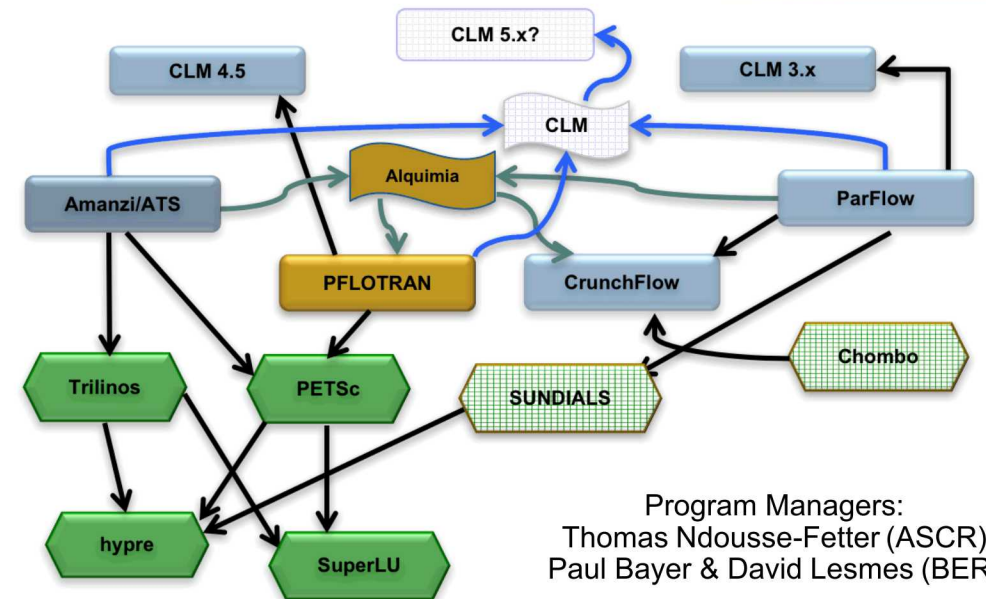 CLM 5.x?
CLM 4.5
CLM 3.x
CLM
Alquimia
Amanzi/ATS
ParFlow
PFLOTRAN
CrunchFlow
Chombo
Trilinos
PETSc
SUNDIALS
hypre
SuperLU
Program Managers:
Thomas Ndousse-Fetter (ASCR)
Paul Bayer & David Lesmes (BER